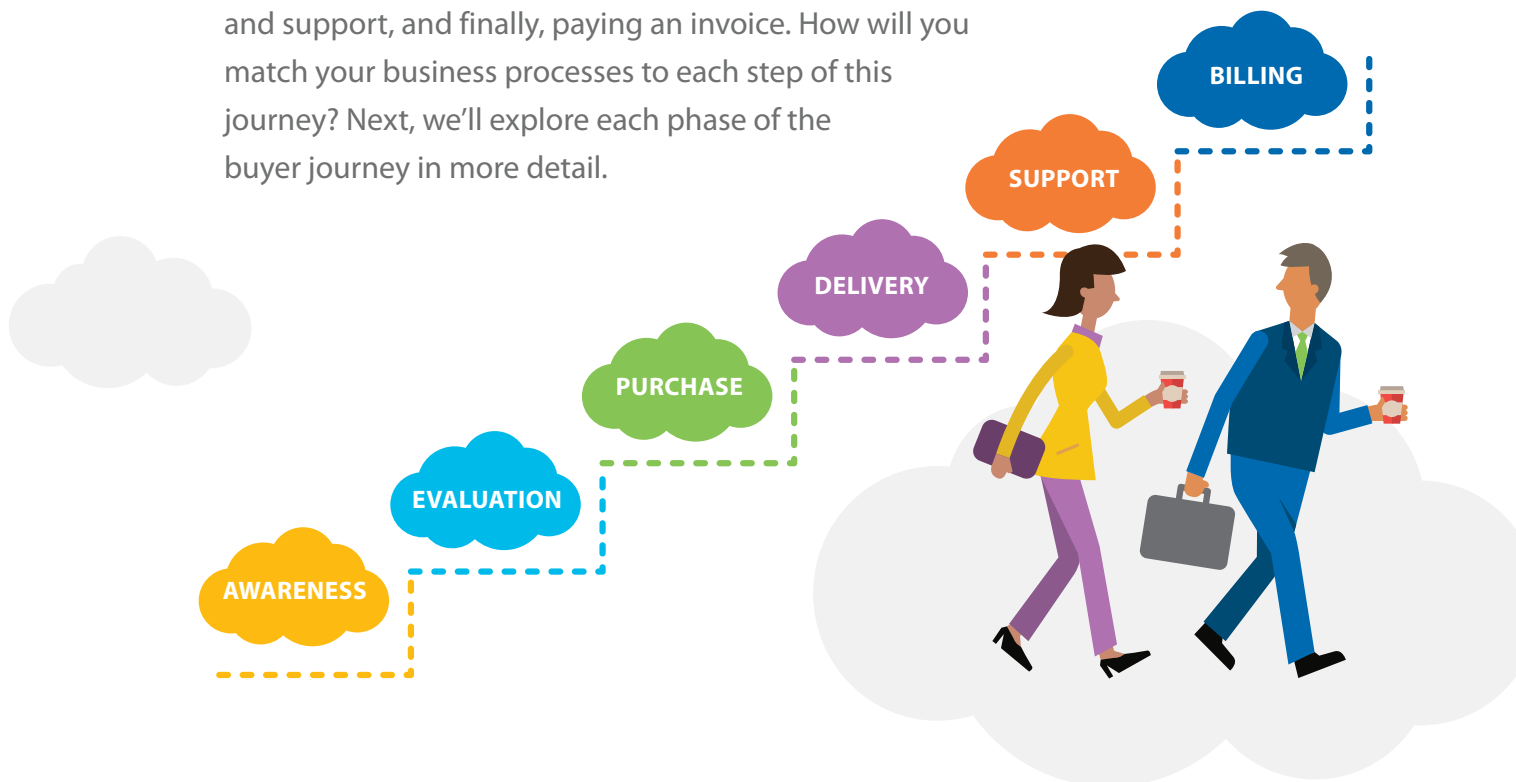 and support, and finally, paying an invoice. How will you
match your business processes to each step of this
journey? Next, we’ll explore each phase of the
buyer journey in more detail.
BILLING
SUPPORT
DELIVERY
PURCHASE
EVALUATION
AWARENESS